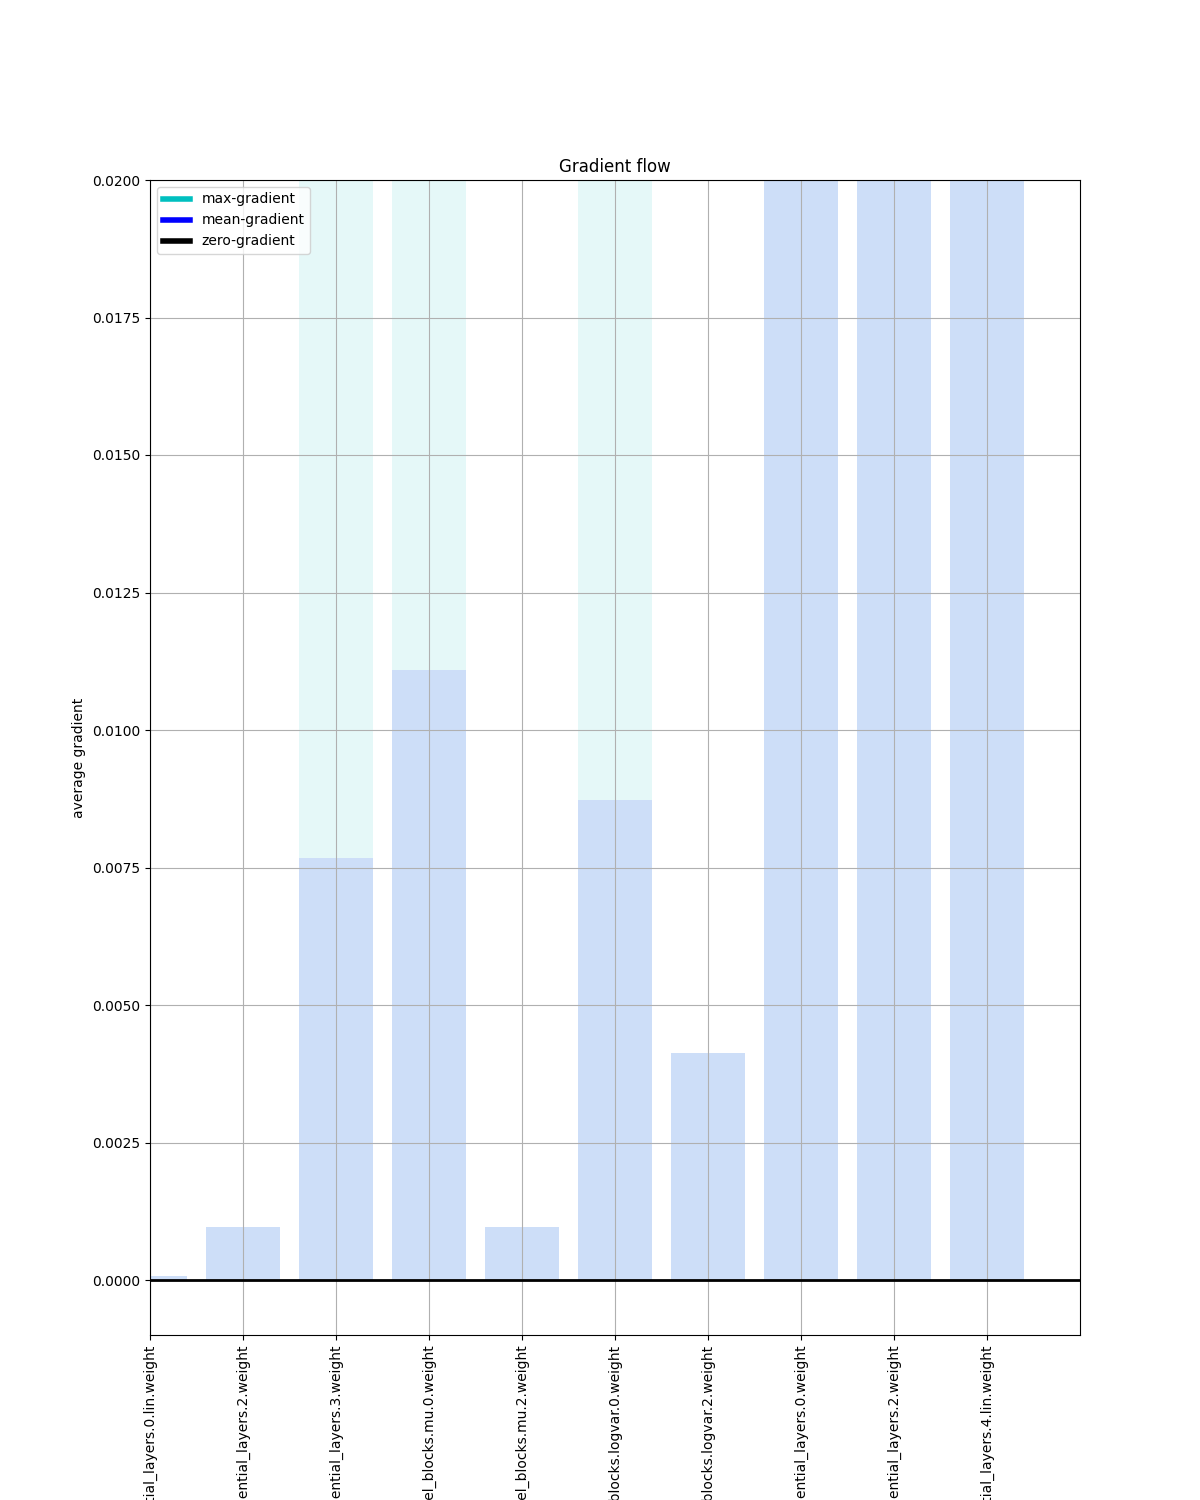 Gradient flow
max-gradient
mean-gradient
zero-gradient
0.0200
0.0175
0.0150
0.0125
0.0100
0.0075
0.0050
0.0025
0.0000
average gradient
tial_layers.0.lin.weight
ential_layers.2.weight
ential_layers.3.weight
el_blocks.mu.0.weight
el_blocks.mu.2.weight
blocks.logvar.0.weight
blocks.logvar.2.weight
ential_layers.0.weight
ential_layers.2.weight
tial_layers.4.lin.weight